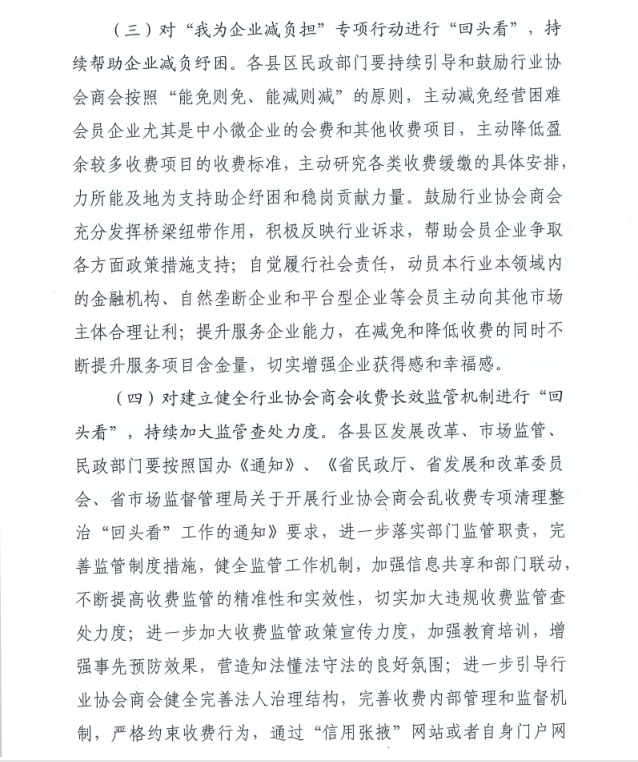 （三）对“我为企业减负担”专项行动进行“回头看”，持
续帮助企业减负纾困。各县区民政部门要持续引导和鼓励行业协
会商会按照“能免则免、能减则减”的原则，主动减免经营困难
会员企业尤其是中小微企业的会费和其他收费项目，主动降低盈
余较多收费项目的收费标准，主动研究各类收费缓缴的具体安排，
力所能及地为支持助企纾困和稳岗贡献力量。鼓励行业协会商会
充分发挥桥梁纽带作用，积极反映行业诉求，帮助会员企业争取
各方面政策措施支持；自觉履行社会责任，动员本行业本领域内
的金融机构、自然垄断企业和平台型企业等会员主动向其他市场
主体合理让利；提升服务企业能力，在减免和降低收费的同时不
断提升服务项目含金量，切实增强企业获得感和幸福感。
（四）对建立健全行业协会商会收费长效监管机制进行“回
头看”，持续加大监管查处力度。各县区发展改革、市场监管、
民政部门要按照国办《通知》、《省民政厅、省发展和改革委员
会、省市场监督管理局关于开展行业协会商会乱收费专项清理整
治“回头看”工作的通知》要求，进一步落实部门监管职责，完
善监管制度措施，健全监管工作机制，加强信息共享和部门联动，
不断提高收费监管的精准性和实效性，切实加大违规收费监管查
处力度；进一步加大收费监管政策宣传力度，加强教育培训，增
强事先预防效果，营造知法懂法守法的良好氛围；进一步引导行
业协会商会健全完善法人治理结构，完善收费内部管理和监督机
制，严格约束收费行为，通过“信用张掖”网站或者自身门户网